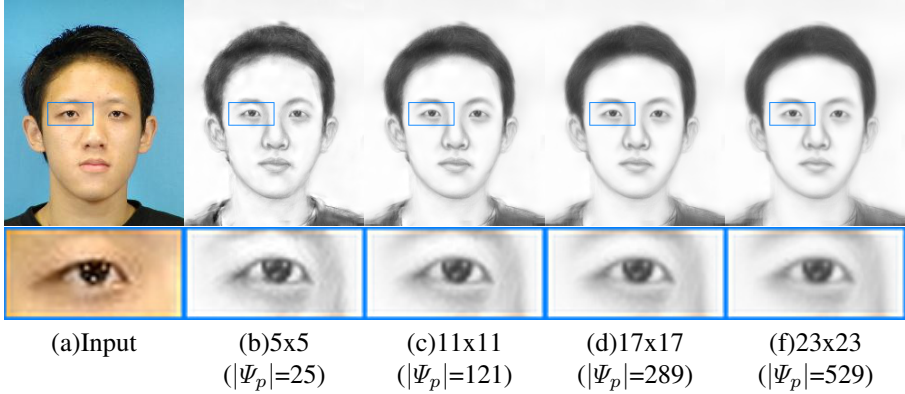 (a)Input (b)5x5 (c)11x11 (d)17x17 (f)23x23
(|Ψp|=25) (|Ψp|=121) (|Ψp|=289) (|Ψp|=529)